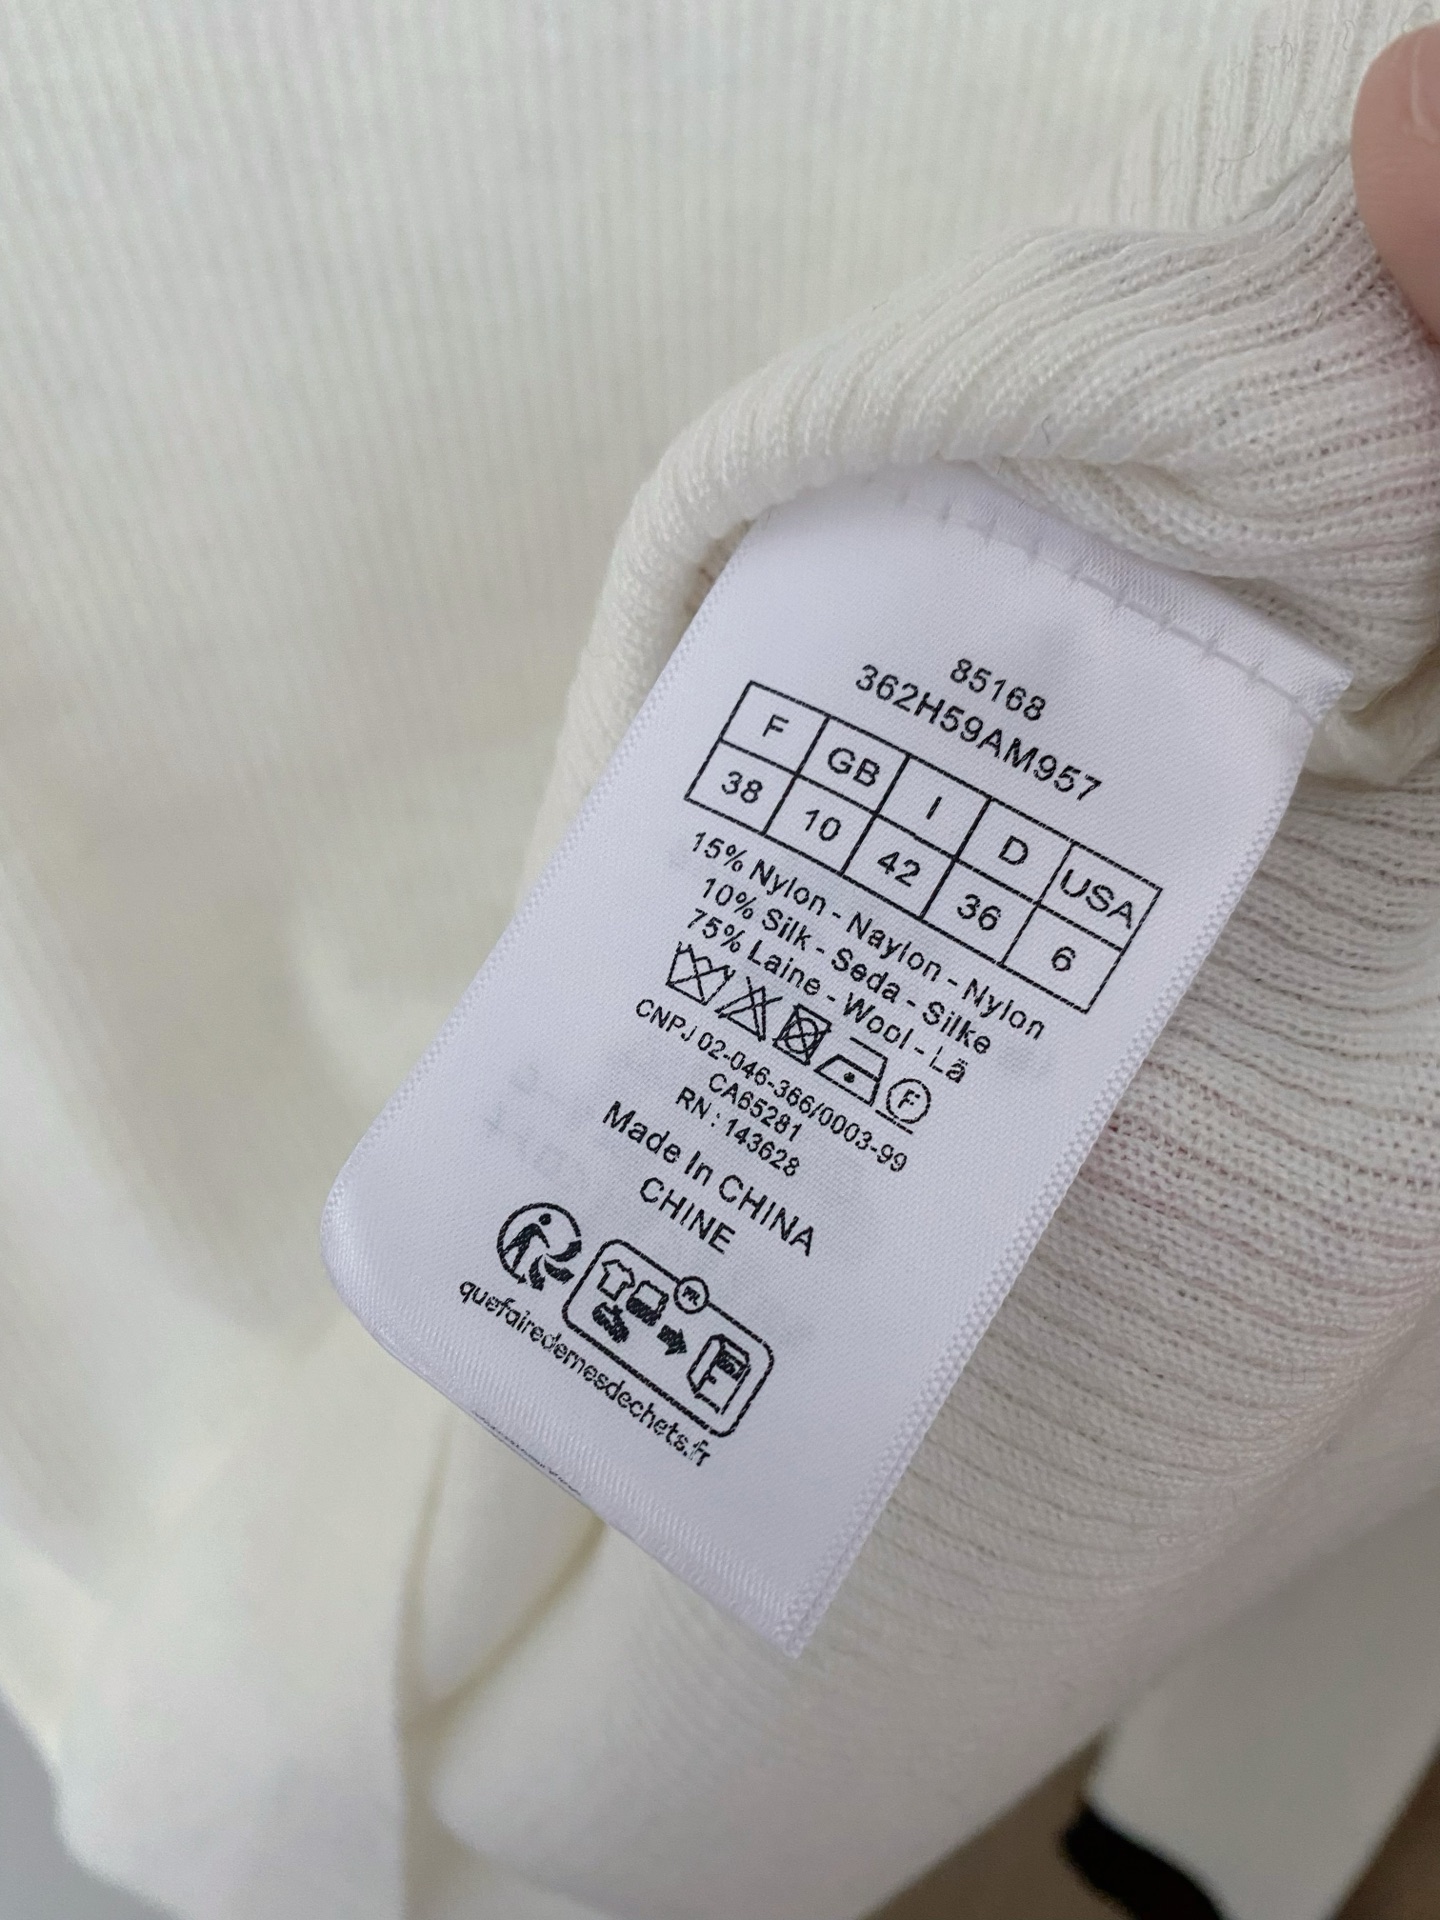 85168
362H59AM957
F GB I D USA
38 10 42 36 6
15% Nylon - Naylon - Nylon
10% Silk - Seda - Silke
75% Laine - Wool - Lã
F
CNPJ 02-046-366/0003-99
CA65281
RN : 143628
Made In CHINA
CHINE
FR
F
quefairedemesdechets.fr